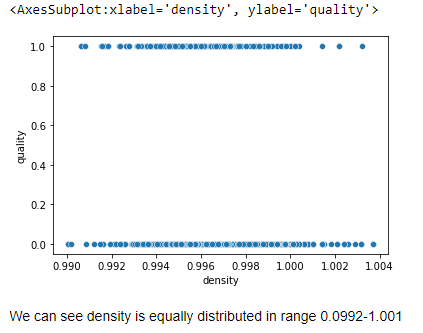 <AxesSubplot:xlabel='density', ylabel='quality'>
1.0
0.8
0.6
0.4
0.2
0.0
quality
0.990 0.992 0.994 0.996 0.998 1.000 1.002 1.004
density
We can see density is equally distributed in range 0.0992-1.001